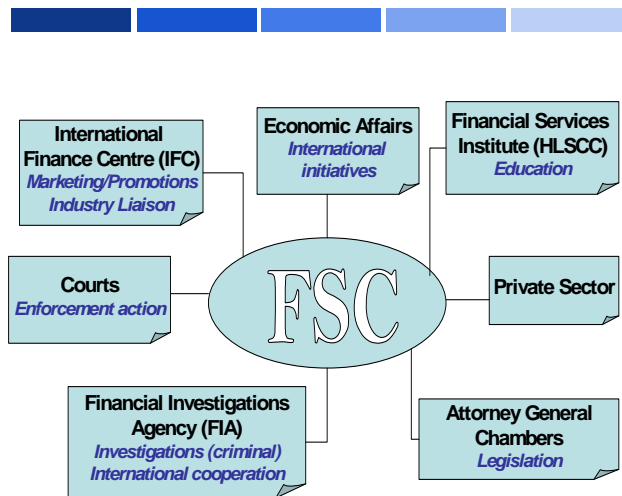 International
Finance Centre (IFC)
Marketing/Promotions
Industry Liaison
Economic Affairs
International
initiatives
Financial Services
Institute (HLSCC)
Education
Courts
Enforcement action
FSC
Private Sector
Financial Investigations
Agency (FIA)
Investigations (criminal)
International cooperation
Attorney General
Chambers
Legislation